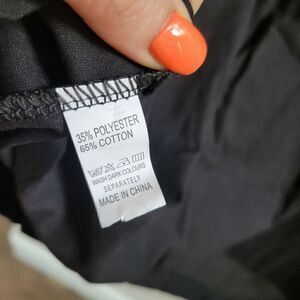 35% POLYESTER
65% COTTON
WASH DARK COLOURS
SEPARATELY
MADE IN CHINA